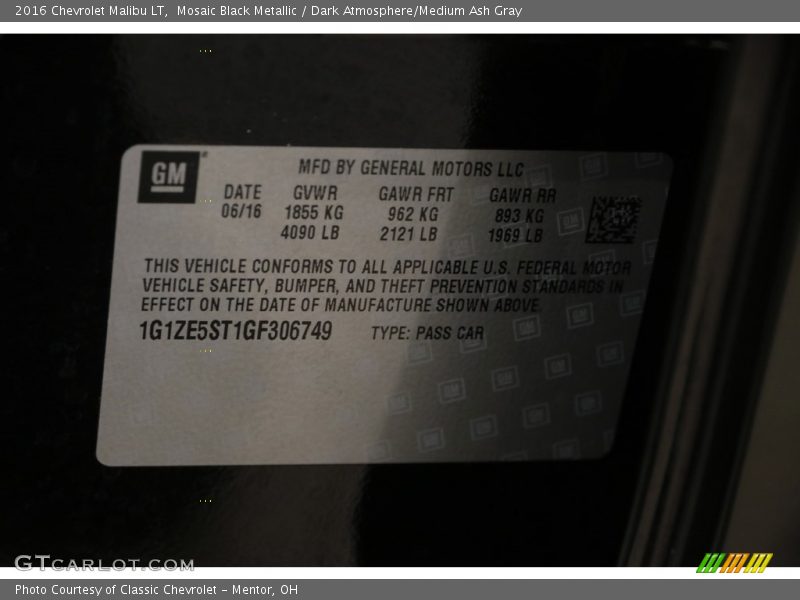 2016 Chevrolet Malibu LT,  Mosaic Black Metallic / Dark Atmosphere/Medium Ash Gray
GM
MFD BY GENERAL MOTORS LLC
DATE GVWR GAWR FRT GAWR RR
06/16 1855 KG 962 KG 893 KG
4090 LB 2121 LB 1969 LB
THIS VEHICLE CONFORMS TO ALL APPLICABLE U.S. FEDERAL MOTOR
VEHICLE SAFETY, BUMPER, AND THEFT PREVENTION STANDARDS IN
EFFECT ON THE DATE OF MANUFACTURE SHOWN ABOVE.
1G1ZE5ST1GF306749 TYPE: PASS CAR
GTCARLOT.COM
Photo Courtesy of Classic Chevrolet - Mentor, OH